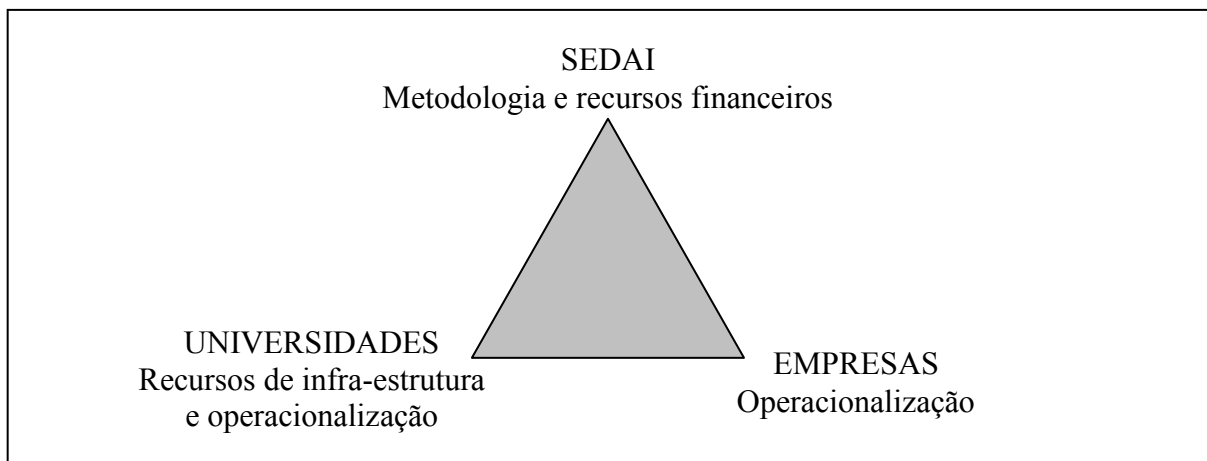 SEDAI
Metodologia e recursos financeiros
UNIVERSIDADES
Recursos de infra-estrutura
e operacionalização
EMPRESAS
Operacionalização